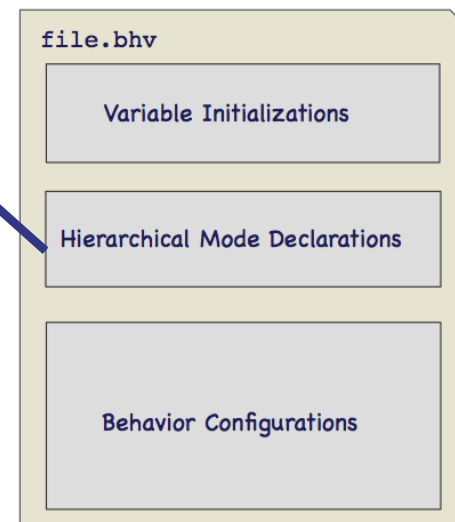 file.bhv
Variable Initializations
Hierarchical Mode Declarations
Behavior Configurations